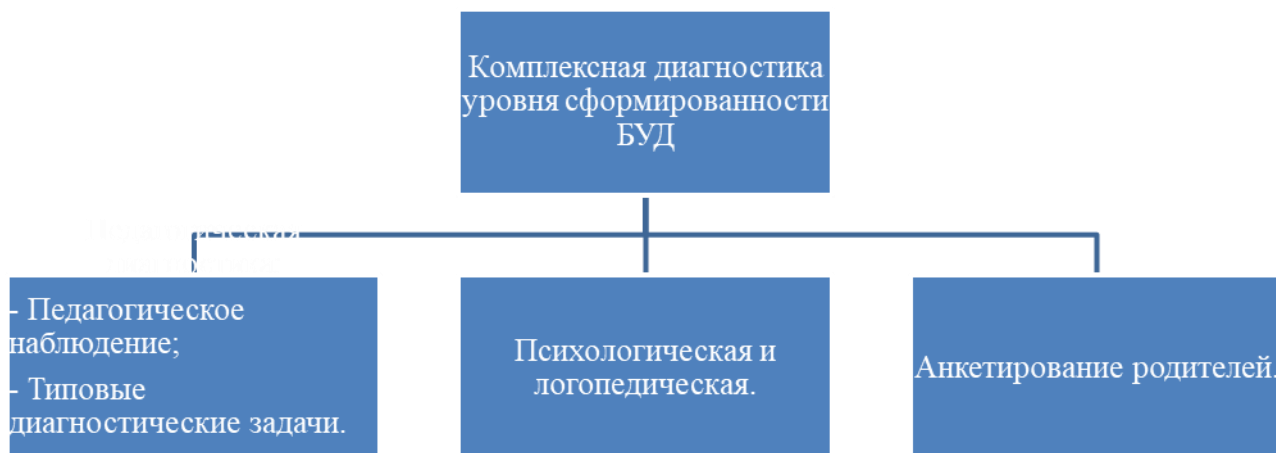 Комплексная диагностика
уровня сформированности
БУД
- Педагогическое
наблюдение;
- Типовые
диагностические задачи.
Психологическая и
логопедическая.
Анкетирование родителей.